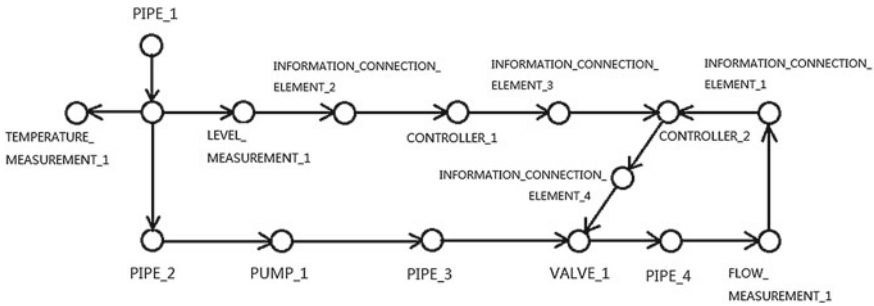 PIPE_1
INFORMATION_CONNECTION_
ELEMENT_2
INFORMATION_CONNECTION_
ELEMENT_3
INFORMATION_CONNECTION_
ELEMENT_1
TEMPERATURE_
MEASUREMENT_1
LEVEL_
MEASUREMENT_1
CONTROLLER_1
CONTROLLER_2
INFORMATION_CONNECTION_
ELEMENT_4
PIPE_2
PUMP_1
PIPE_3
VALVE_1
PIPE_4
FLOW_
MEASUREMENT_1